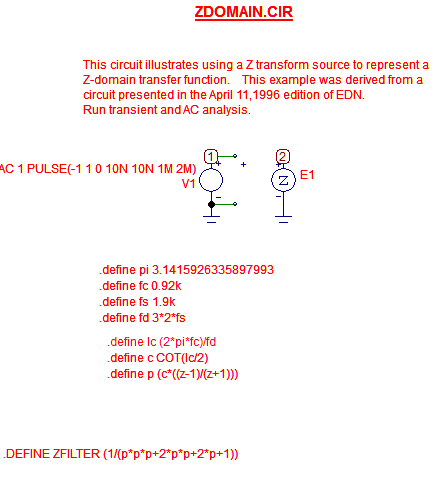 ZDOMAIN.CIR
This circuit illustrates using a Z transform source to represent a
Z-domain transfer function. This example was derived from a
circuit presented in the April 11,1996 edition of EDN.
Run transient and AC analysis.
AC 1 PULSE(-1 1 0 10N 10N 1M 2M)
V1
1
2
Z
E1
.define pi 3.1415926335897993
.define fc 0.92k
.define fs 1.9k
.define fd 3*2*fs
.define lc (2*pi*fc)/fd
.define c COT(lc/2)
.define p (c*((z-1)/(z+1)))
.DEFINE ZFILTER (1/(p*p*p+2*p*p+2*p+1))